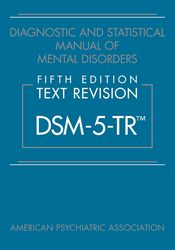 DIAGNOSTIC AND STATISTICAL
MANUAL OF
MENTAL DISORDERS
FIFTH EDITION
TEXT REVISION
DSM-5-TR™
AMERICAN PSYCHIATRIC ASSOCIATION